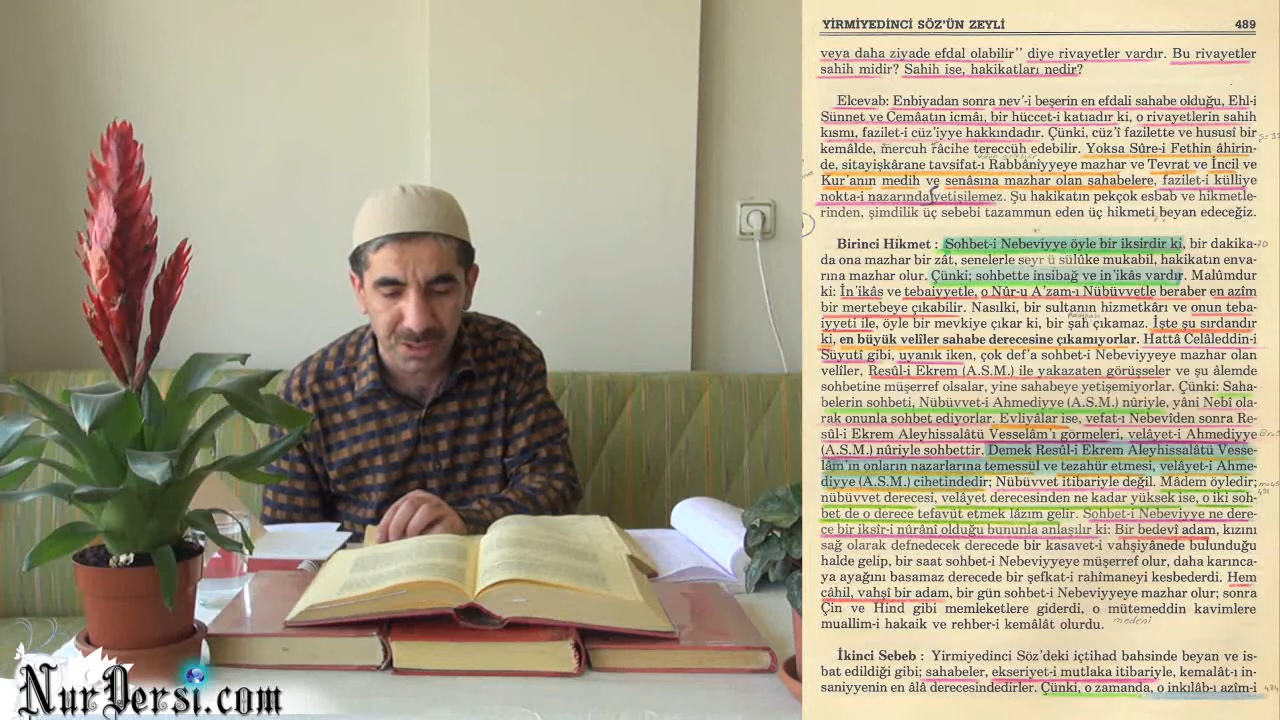 YİRMİYEDİNCİ SÖZ'ÜN ZEYLİ 489
veya daha ziyade efdal olabilir'' diye rivayetler vardır. Bu rivayetler
sahih midir? Sahih ise, hakikatları nedir?
Elcevab: Enbiyadan sonra nev'-i beşerin en efdali sahabe olduğu, Ehl-i
Sünnet ve Cemâatın icmâı, bir hüccet-i katıadır ki, o rivayetlerin sahih
kısmı, fazilet-i cüz'iyye hakkındadır. Çünki, cüz'î fazilette ve hususî bir
kemâlde, mercuh râcihe tereccüh edebilir. Yoksa Sûre-i Fethin âhirin-
de, sitayişkârane tavsifat-ı Rabbâniyyeye mazhar ve Tevrat ve İncil ve
Kur'anın medih ve senâsına mazhar olan sahabelere, fazilet-i külliye
nokta-i nazarında yetişilemez. Şu hakikatın pekçok esbab ve hikmetle-
rinden, şimdilik üç sebebi tazammun eden üç hikmeti beyan edeceğiz.
Birinci Hikmet : Sohbet-i Nebeviyye öyle bir iksirdir ki, bir dakika-
da ona mazhar bir zât, senelerle seyr ü sülûke mukabil, hakikatın enva-
rına mazhar olur. Çünki; sohbette insibağ ve in'ikâs vardır. Malûmdur
ki: İn'ikâs ve tebaiyyetle, o Nûr-u A'zam-ı Nübüvvetle beraber en azîm
bir mertebeye çıkabilir. Nasılki, bir sultanın hizmetkârı ve onun teba-
iyyeti ile, öyle bir mevkiye çıkar ki, bir şah çıkamaz. İşte şu sırdandır
ki, en büyük velîler sahabe derecesine çıkamıyorlar. Hattâ Celâleddin-i
Süyutî gibi, uyanık iken, çok def'a sohbet-i Nebeviyyeye mazhar olan
velîler, Resûl-i Ekrem (A.S.M.) ile yakazaten görüşseler ve şu âlemde
sohbetine müşerref olsalar, yine sahabeye yetişemiyorlar. Çünki: Saha-
belerin sohbeti, Nübüvvet-i Ahmediyye (A.S.M.) nûriyle, yâni Nebî ola-
rak onunla sohbet ediyorlar. Evliyâlar ise, vefat-ı Nebevîden sonra Re-
sûl-i Ekrem Aleyhissalâtü Vesselâm'ı görmeleri, velâyet-i Ahmediyye
(A.S.M.) nûriyle sohbettir. Demek Resûl-i Ekrem Aleyhissalâtü Vesse-
lâm'ın onların nazarlarına temessül ve tezahür etmesi, velâyet-i Ahme-
diyye (A.S.M.) cihetindedir; Nübüvvet itibariyle değil. Mâdem öyledir;
nübüvvet derecesi, velâyet derecesinden ne kadar yüksek ise, o iki soh-
bet de o derece tefavüt etmek lâzım gelir. Sohbet-i Nebeviyye ne dere-
ce bir iksîr-i nûrânî olduğu bununla anlaşılır ki: Bir bedevî adam, kızını
sağ olarak defnedecek derecede bir kasavet-i vahşiyânede bulunduğu
halde gelip, bir saat sohbet-i Nebeviyyeye müşerref olur, daha karınca-
ya ayağını basamaz derecede bir şefkat-i rahîmaneyi kesbederdi. Hem
câhil, vahşî bir adam, bir gün sohbet-i Nebeviyyeye mazhar olur; sonra
Çin ve Hind gibi memleketlere giderdi, o mütemeddin kavimlere
muallim-i hakaik ve rehber-i kemâlât olurdu.
medenî
İkinci Sebeb : Yirmiyedinci Söz'deki içtihad bahsinde beyan ve is-
bat edildiği gibi; sahabeler, ekseriyet-i mutlaka itibariyle, kemalât-ı in-
saniyyenin en âlâ derecesindedirler. Çünki, o zamanda, o inkılâb-ı azîm-i
NurDersi.com